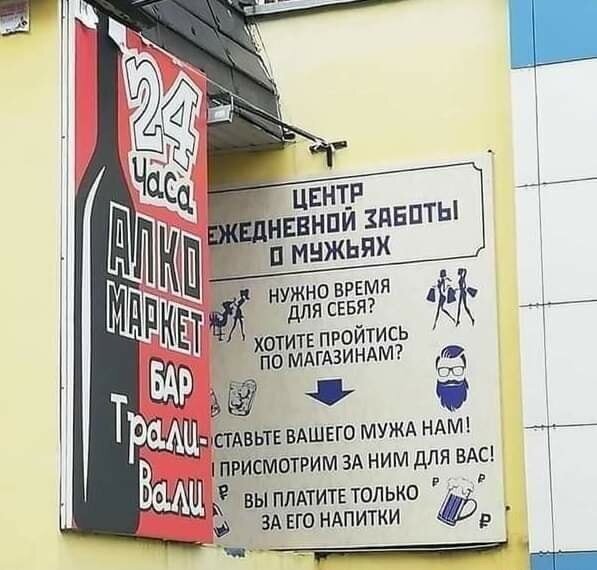 24
часа
АЛКО
МАРКЕТ
БАР
Трали-
Вали
ЦЕНТР
ЕЖЕДНЕВНОЙ ЗАБОТЫ
О МУЖЬЯХ
НУЖНО ВРЕМЯ
ДЛЯ СЕБЯ?
ХОТИТЕ ПРОЙТИСЬ
ПО МАГАЗИНАМ?
ОСТАВЬТЕ ВАШЕГО МУЖА НАМ!
ПРИСМОТРИМ ЗА НИМ ДЛЯ ВАС!
₽ ВЫ ПЛАТИТЕ ТОЛЬКО ₽ ₽
ЗА ЕГО НАПИТКИ ₽